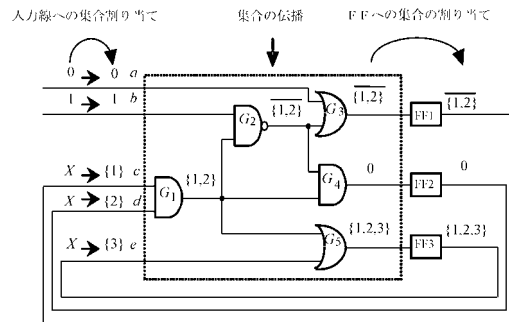 入力線への集合割り当て
集合の伝播
FFへの集合の割り当て
0 → 0 a
1 → 1 b
X → {1} c
X → {2} d
X → {3} e
G1
{1,2}
G2
{1,2}
G3
{1,2}
G4
0
G5
{1,2,3}
FF1
{1,2}
FF2
0
FF3
{1,2,3}